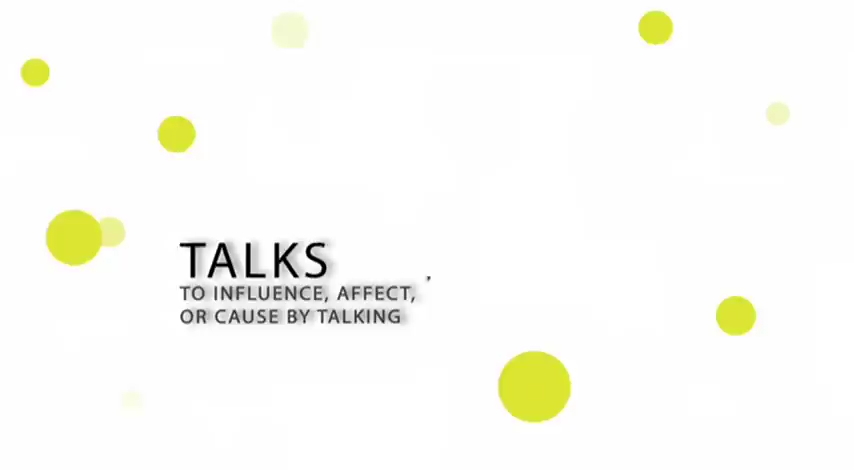 TALKS
TO INFLUENCE, AFFECT,
OR CAUSE BY TALKING